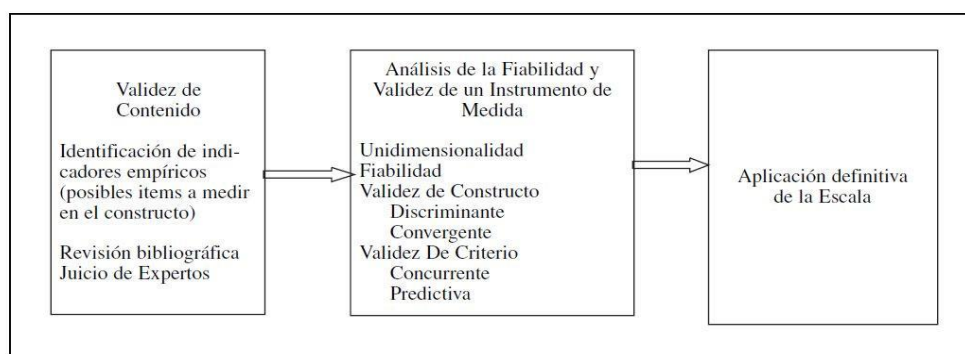 Validez de
Contenido
Identificación de indi-
cadores empíricos
(posibles items a medir
en el constructo)
Revisión bibliográfica
Juicio de Expertos
Análisis de la Fiabilidad y
Validez de un Instrumento de
Medida
Unidimensionalidad
Fiabilidad
Validez de Constructo
Discriminante
Convergente
Validez De Criterio
Concurrente
Predictiva
Aplicación definitiva
de la Escala